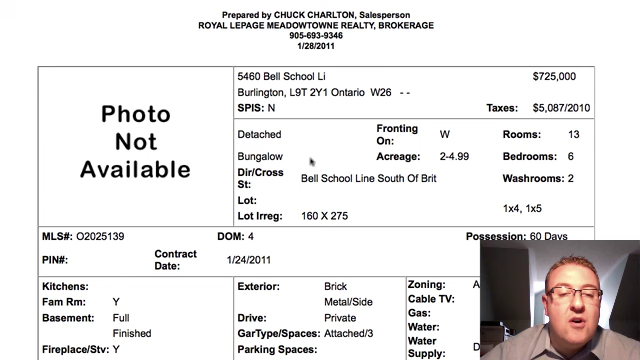 Prepared by CHUCK CHARLTON, Salesperson
ROYAL LEPAGE MEADOWTOWNE REALTY, BROKERAGE
905-693-9346
1/28/2011
Photo
Not
Available
5460 Bell School Li $725,000
Burlington, L9T 2Y1 Ontario W26 - -
SPIS: N Taxes: $5,087/2010
Detached Fronting On: W Rooms: 13
Bungalow Acreage: 2-4.99 Bedrooms: 6
Dir/Cross St: Bell School Line South Of Brit Washrooms: 2
Lot: 1x4, 1x5
Lot Irreg: 160 X 275
MLS#: O2025139 DOM: 4 Possession: 60 Days
PIN#: Contract Date: 1/24/2011
Kitchens: Exterior: Brick Zoning: A
Fam Rm: Y Metal/Side Cable TV:
Basement: Full Drive: Private Gas:
Finished GarType/Spaces: Attached/3 Water:
Fireplace/Stv: Y Parking Spaces: Water Supply: D